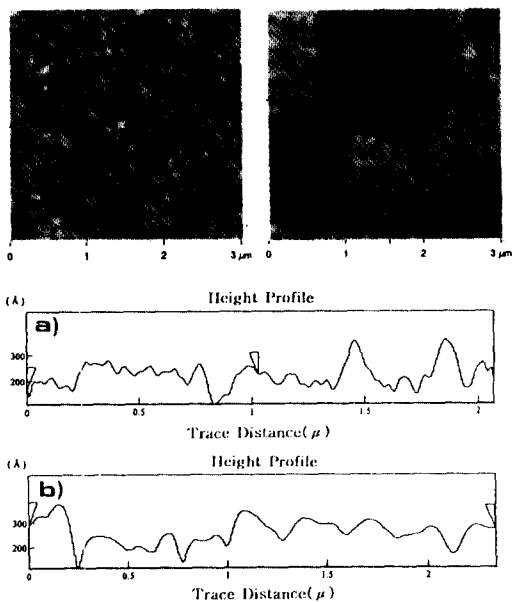 0 1 2 3 μm 0 1 2 3 μm
Height Profile
(Å)
a)
300
200
0 0.5 1 1.5 2
Trace Distance(μ)
Height Profile
(Å)
b)
300
200
0 0.5 1 1.5 2
Trace Distance(μ)